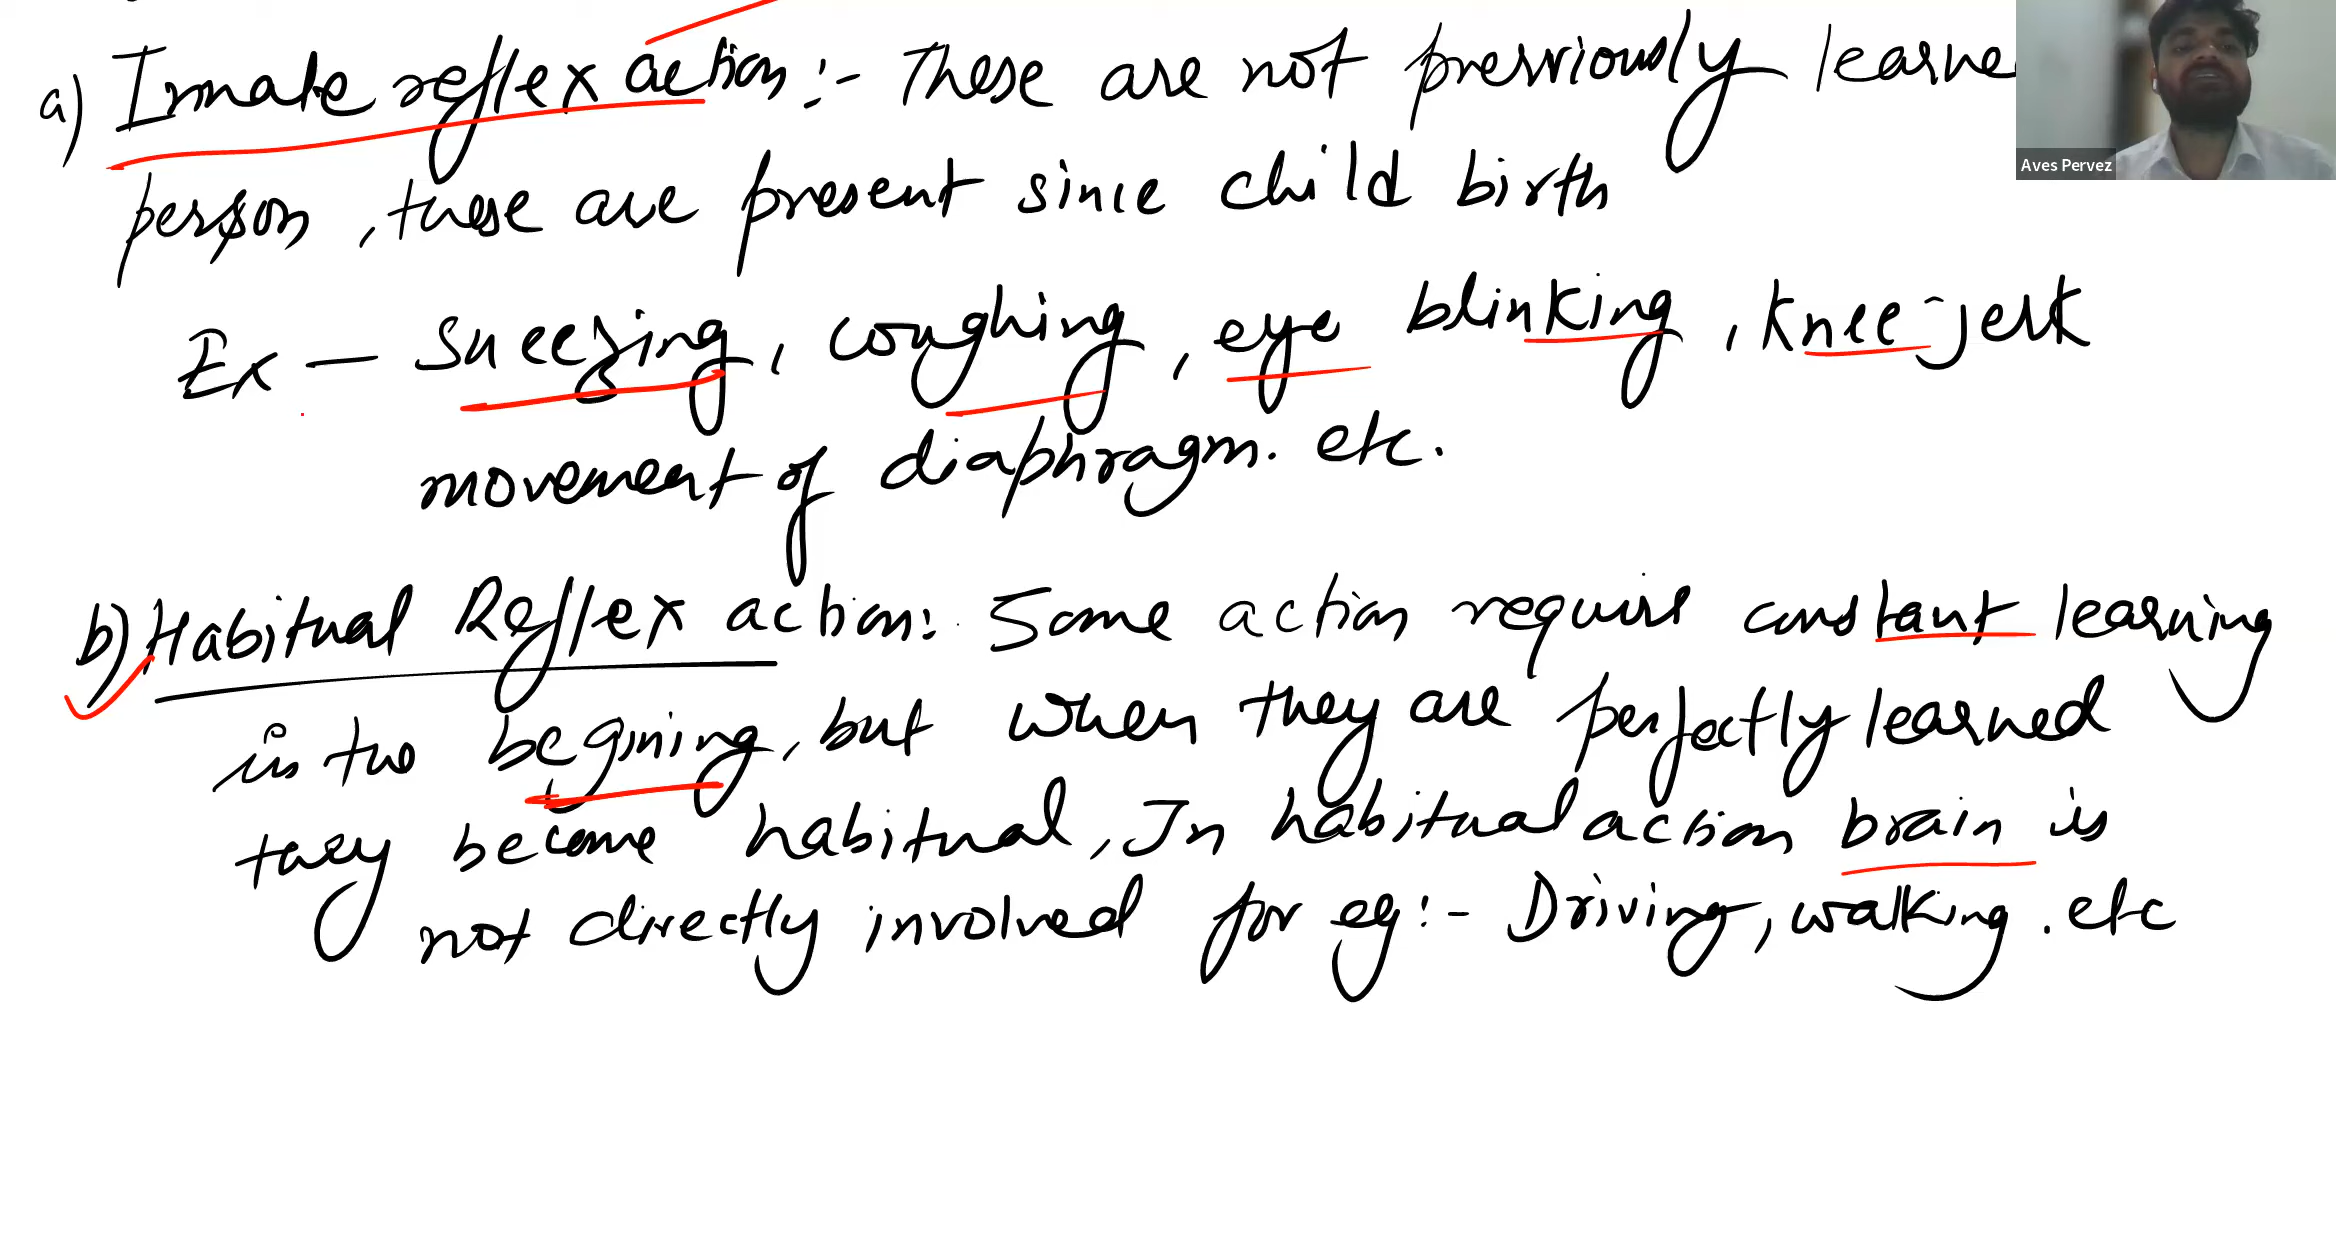 a) Innate reflex action :- These are not previously learne
Aves Pervez
person, these are present since child birth
Ex — Sneezing, coughing, eye blinking, knee-jerk
movement of diaphragm. etc.
b) Habitual Reflex action: Some action require constant learning
in the begining, but when they are perfectly learned
they become habitual, In habitual action brain is
not directly involved for eg:- Driving, walking. etc